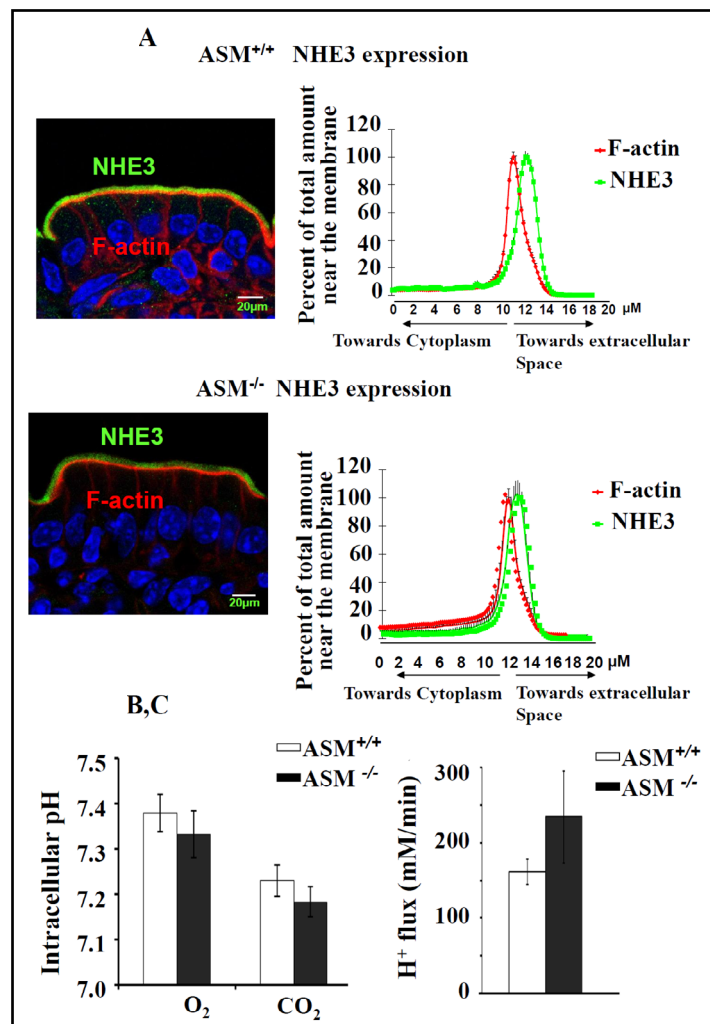 A
ASM+/+ NHE3 expression
NHE3
F-actin
20μm
Percent of total amount
near the membrane
120
100
80
60
40
20
0
0 2 4 6 8 10 12 14 16 18 20 μM
F-actin
NHE3
Towards Cytoplasm
Towards extracellular
Space
ASM-/- NHE3 expression
NHE3
F-actin
20μm
Percent of total amount
near the membrane
120
100
80
60
40
20
0
0 2 4 6 8 10 12 14 16 18 20 μM
F-actin
NHE3
Towards Cytoplasm
Towards extracellular
Space
B,C
ASM+/+
ASM -/-
Intracellular pH
7.5
7.4
7.3
7.2
7.1
7.0
O2
CO2
ASM+/+
ASM -/-
H+ flux (mM/min)
300
200
150
100
0